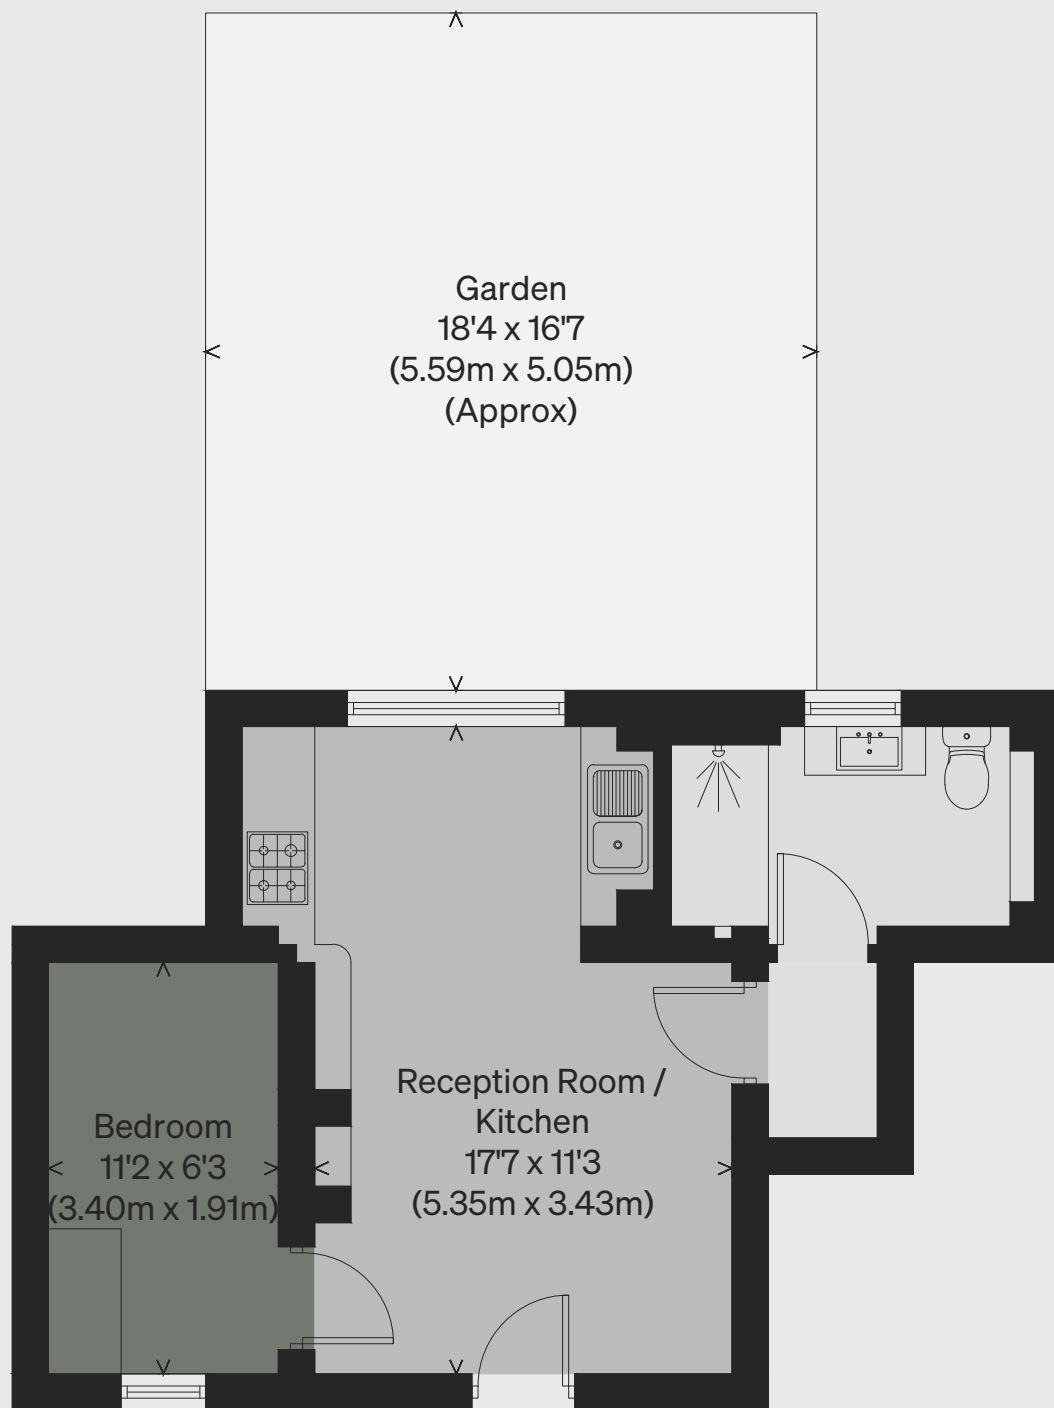 Garden
18'4 x 16'7
(5.59m x 5.05m)
(Approx)
Reception Room /
Kitchen
17'7 x 11'3
(5.35m x 3.43m)
Bedroom
11'2 x 6'3
(3.40m x 1.91m)